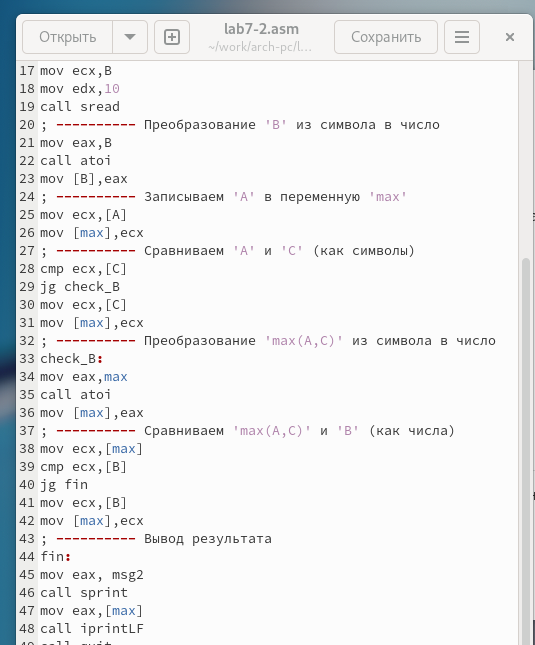 Открыть
lab7-2.asm
~/work/arch-pc/l...
Сохранить
17 mov ecx,B
18 mov edx,10
19 call sread
20 ; ---------- Преобразование 'B' из символа в число
21 mov eax,B
22 call atoi
23 mov [B],eax
24 ; ---------- Записываем 'A' в переменную 'max'
25 mov ecx,[A]
26 mov [max],ecx
27 ; ---------- Сравниваем 'A' и 'С' (как символы)
28 cmp ecx,[C]
29 jg check_B
30 mov ecx,[C]
31 mov [max],ecx
32 ; ---------- Преобразование 'max(A,C)' из символа в число
33 check_B:
34 mov eax,max
35 call atoi
36 mov [max],eax
37 ; ---------- Сравниваем 'max(A,C)' и 'B' (как числа)
38 mov ecx,[max]
39 cmp ecx,[B]
40 jg fin
41 mov ecx,[B]
42 mov [max],ecx
43 ; ---------- Вывод результата
44 fin:
45 mov eax, msg2
46 call sprint
47 mov eax,[max]
48 call iprintLF